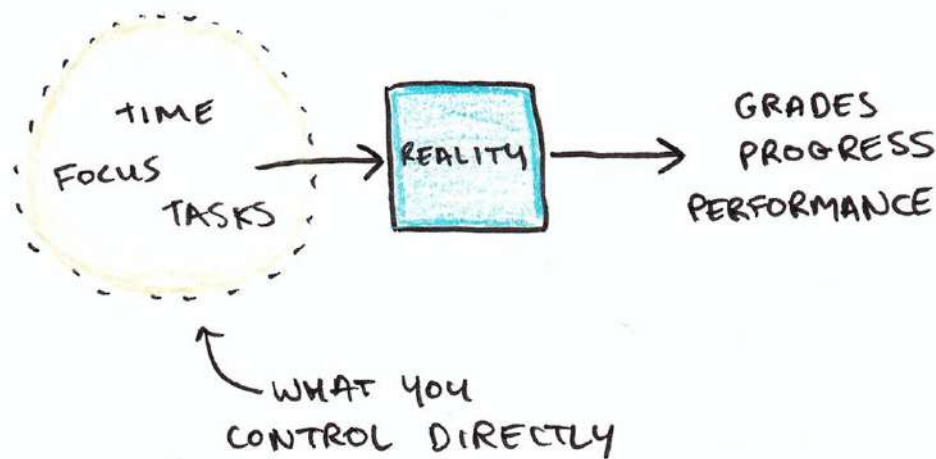 TIME
FOCUS
TASKS
REALITY
GRADES
PROGRESS
PERFORMANCE
WHAT YOU
CONTROL DIRECTLY